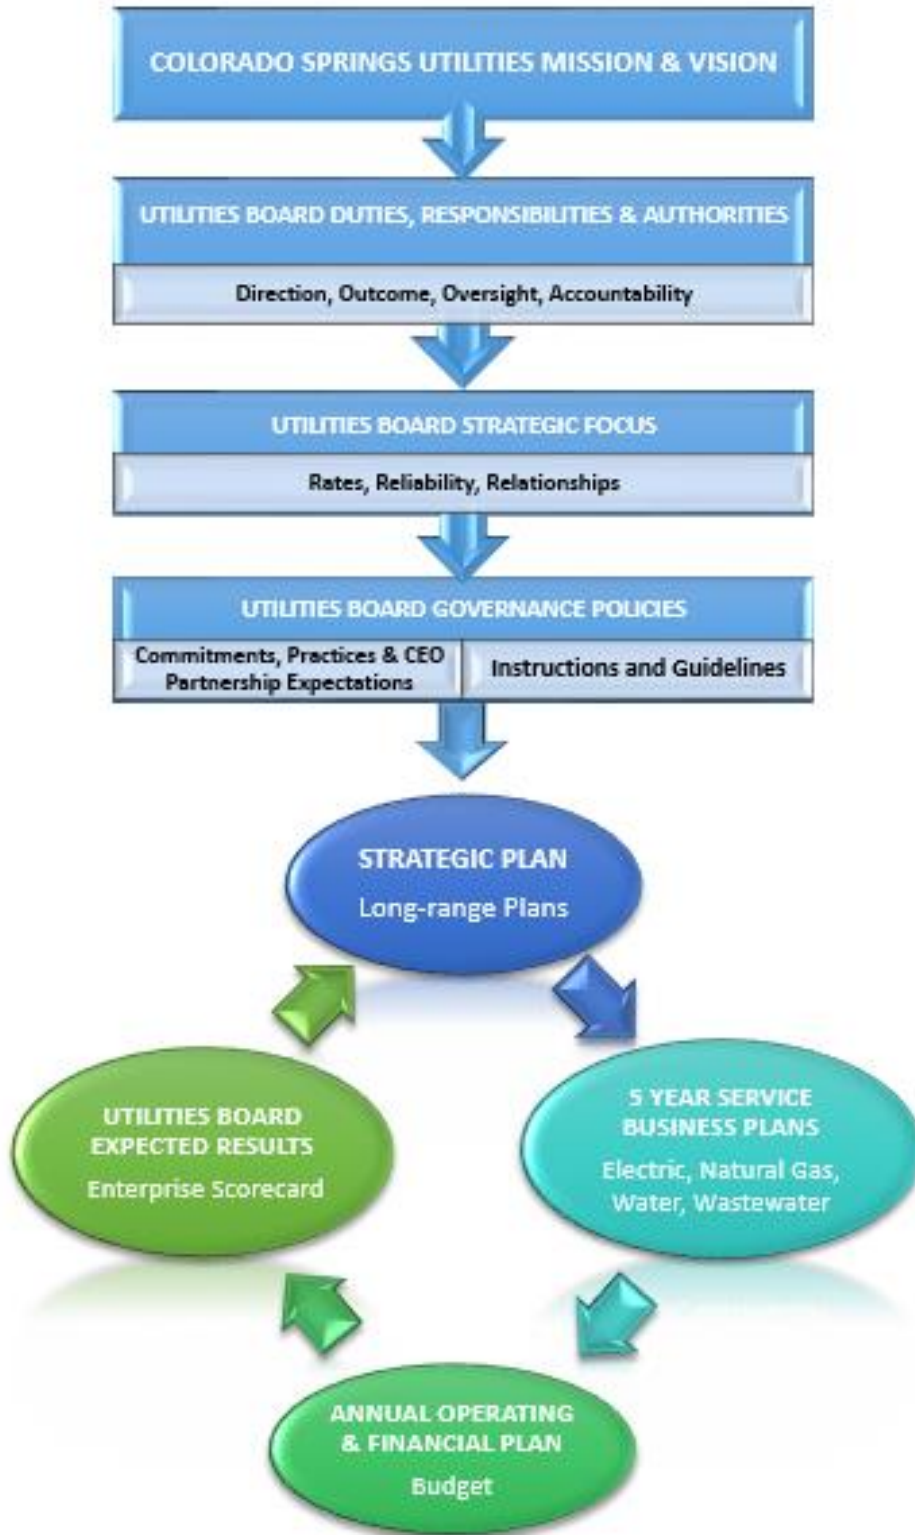 COLORADO SPRINGS UTILITIES MISSION & VISION
UTILITIES BOARD DUTIES, RESPONSIBILITIES & AUTHORITIES
Direction, Outcome, Oversight, Accountability
UTILITIES BOARD STRATEGIC FOCUS
Rates, Reliability, Relationships
UTILITIES BOARD GOVERNANCE POLICIES
Commitments, Practices & CEO
Partnership Expectations
Instructions and Guidelines
STRATEGIC PLAN
Long-range Plans
5 YEAR SERVICE
BUSINESS PLANS
Electric, Natural Gas,
Water, Wastewater
ANNUAL OPERATING
& FINANCIAL PLAN
Budget
UTILITIES BOARD
EXPECTED RESULTS
Enterprise Scorecard